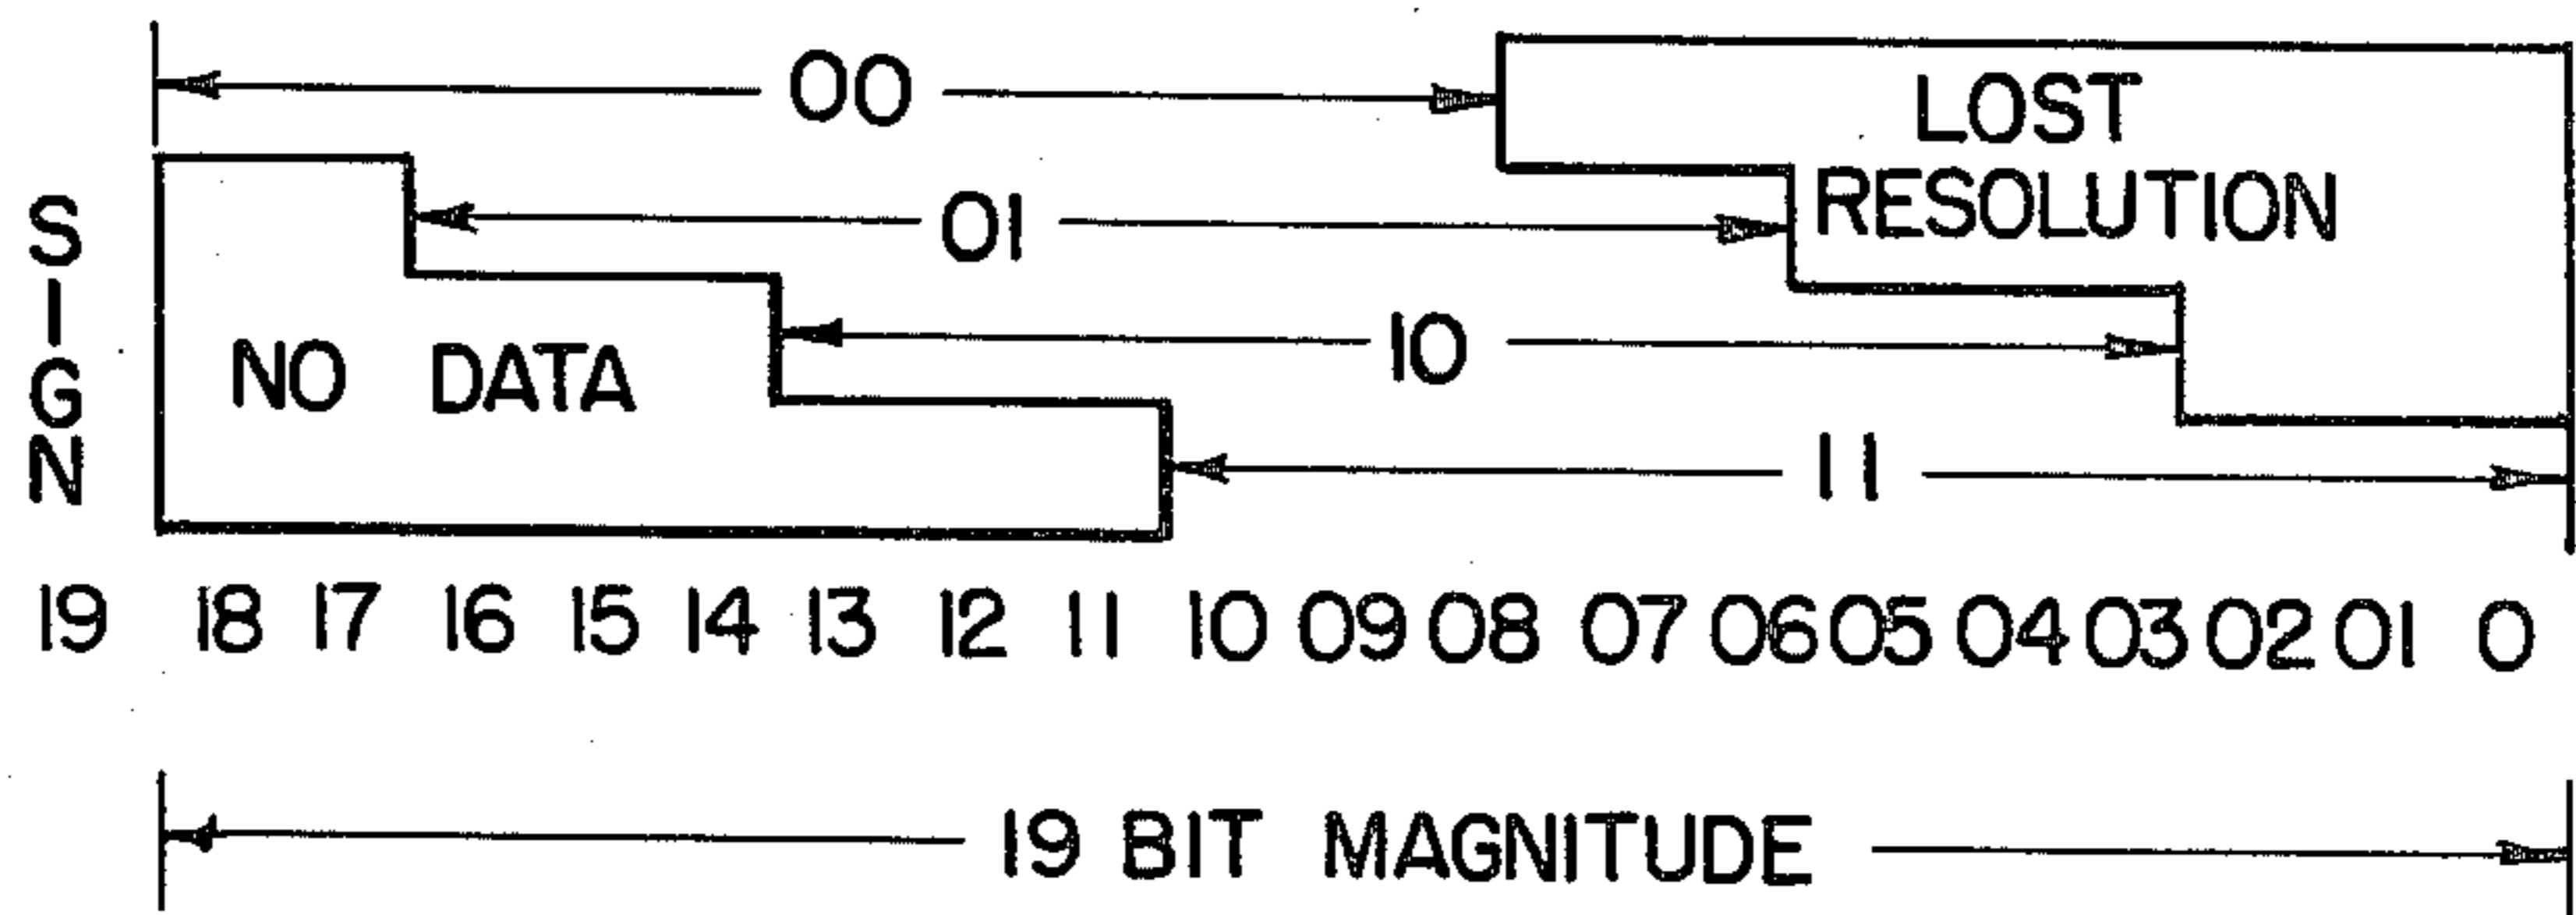 00
LOST
RESOLUTION
01
SIGN
10
NO DATA
11
19 18 17 16 15 14 13 12 11 10 09 08 07 06 05 04 03 02 01 0
19 BIT MAGNITUDE